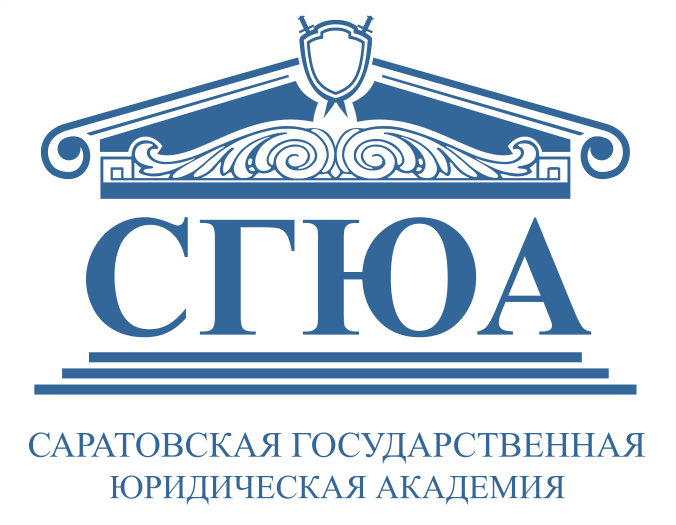 СГЮА
САРАТОВСКАЯ ГОСУДАРСТВЕННАЯ
ЮРИДИЧЕСКАЯ АКАДЕМИЯ